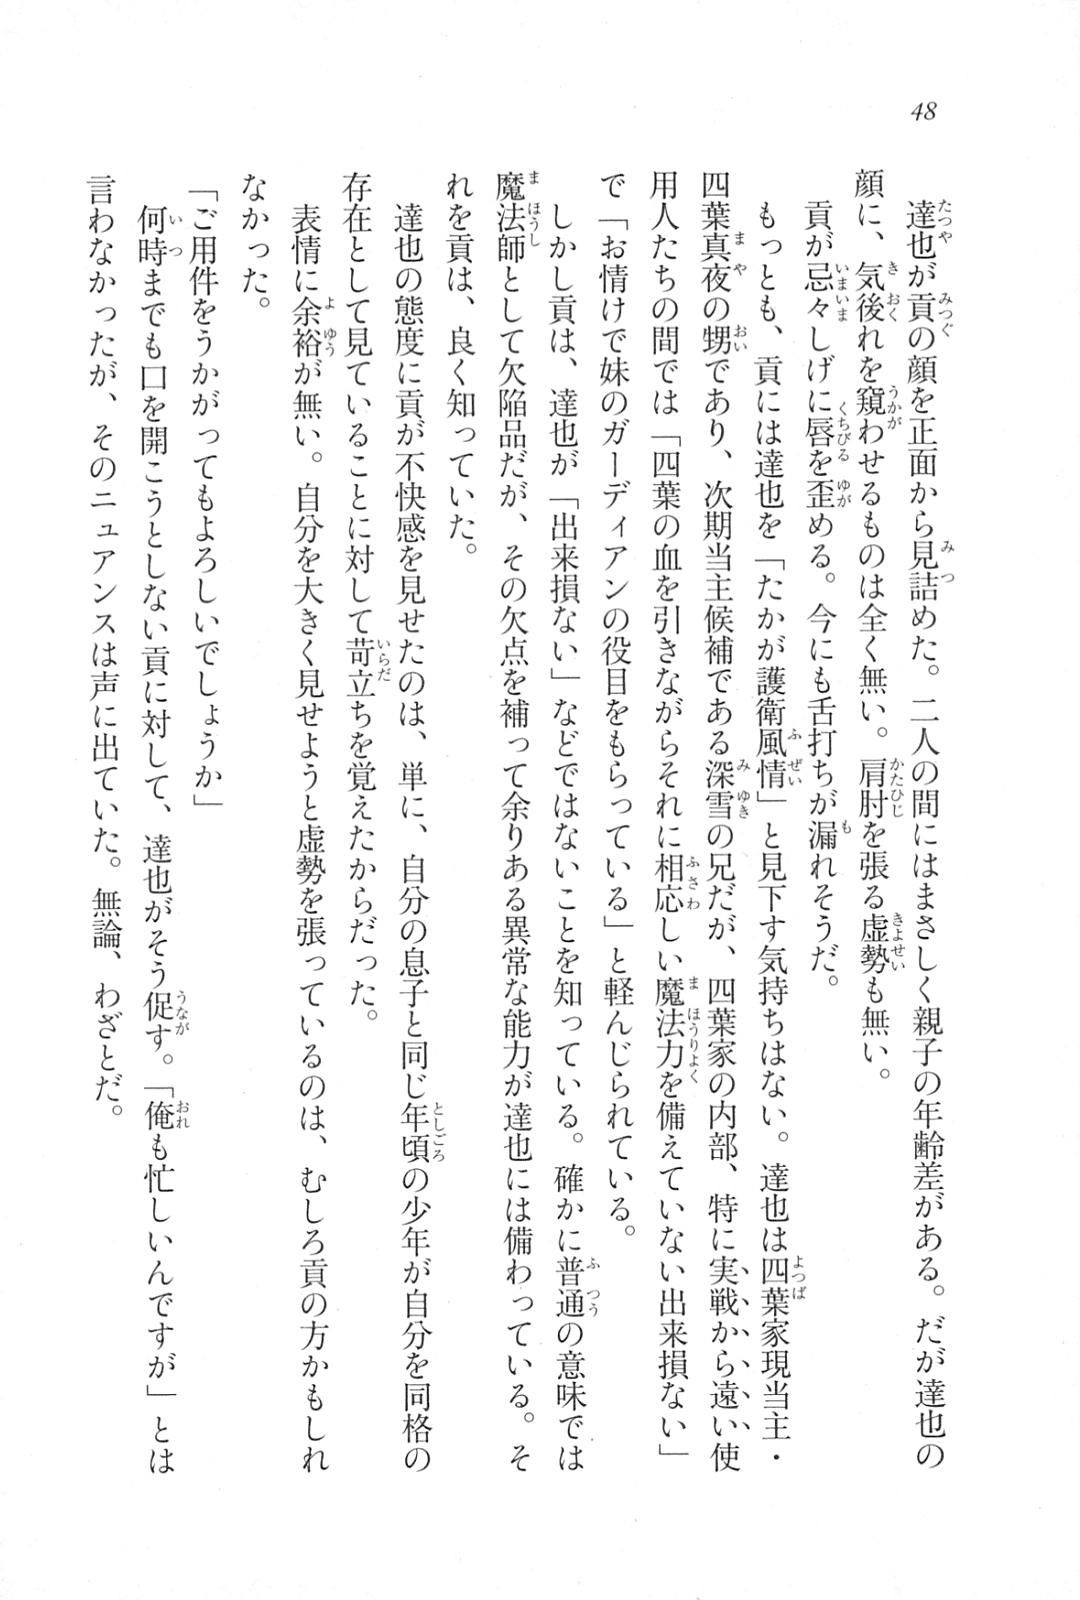 48
達也が貢の顔を正面から見詰めた。二人の間にはまさしく親子の年齢差がある。だが達也の
顔に、気後れを窺わせるものは全く無い。肩肘を張る虚勢も無い。
貢が忌々しげに唇を歪める。今にも舌打ちが漏れそうだ。
もっとも、貢には達也を「たかが護衛風情」と見下す気持ちはない。達也は四葉家現当主・
四葉真夜の甥であり、次期当主候補である深雪の兄だが、四葉家の内部、特に実戦から遠い使
用人たちの間では「四葉の血を引きながらそれに相応しい魔法力を備えていない出来損ない」
で「お情けで妹のガーディアンの役目をもらっている」と軽んじられている。
しかし貢は、達也が「出来損ない」などではないことを知っている。確かに普通の意味では
魔法師として欠陥品だが、その欠点を補って余りある異常な能力が達也には備わっている。そ
れを貢は、良く知っていた。
達也の態度に貢が不快感を見せたのは、単に、自分の息子と同じ年頃の少年が自分を同格の
存在として見ていることに対して苛立ちを覚えたからだった。
表情に余裕が無い。自分を大きく見せようと虚勢を張っているのは、むしろ貢の方かもしれ
なかった。
「ご用件をうかがってもよろしいでしょうか」
何時までも口を開こうとしない貢に対して、達也がそう促す。「俺も忙しいんですが」とは
言わなかったが、そのニュアンスは声に出ていた。無論、わざとだ。